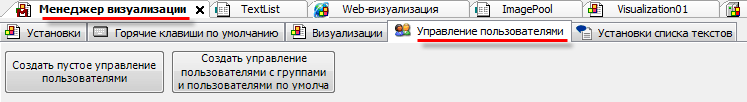 Менеджер визуализации TextList Web-визуализация ImagePool Visualization01
Установки Горячие клавиши по умолчанию Визуализации Управление пользователями Установки списка текстов
Создать пустое управление
пользователями
Создать управление
пользователями с группами
и пользователями по умолча